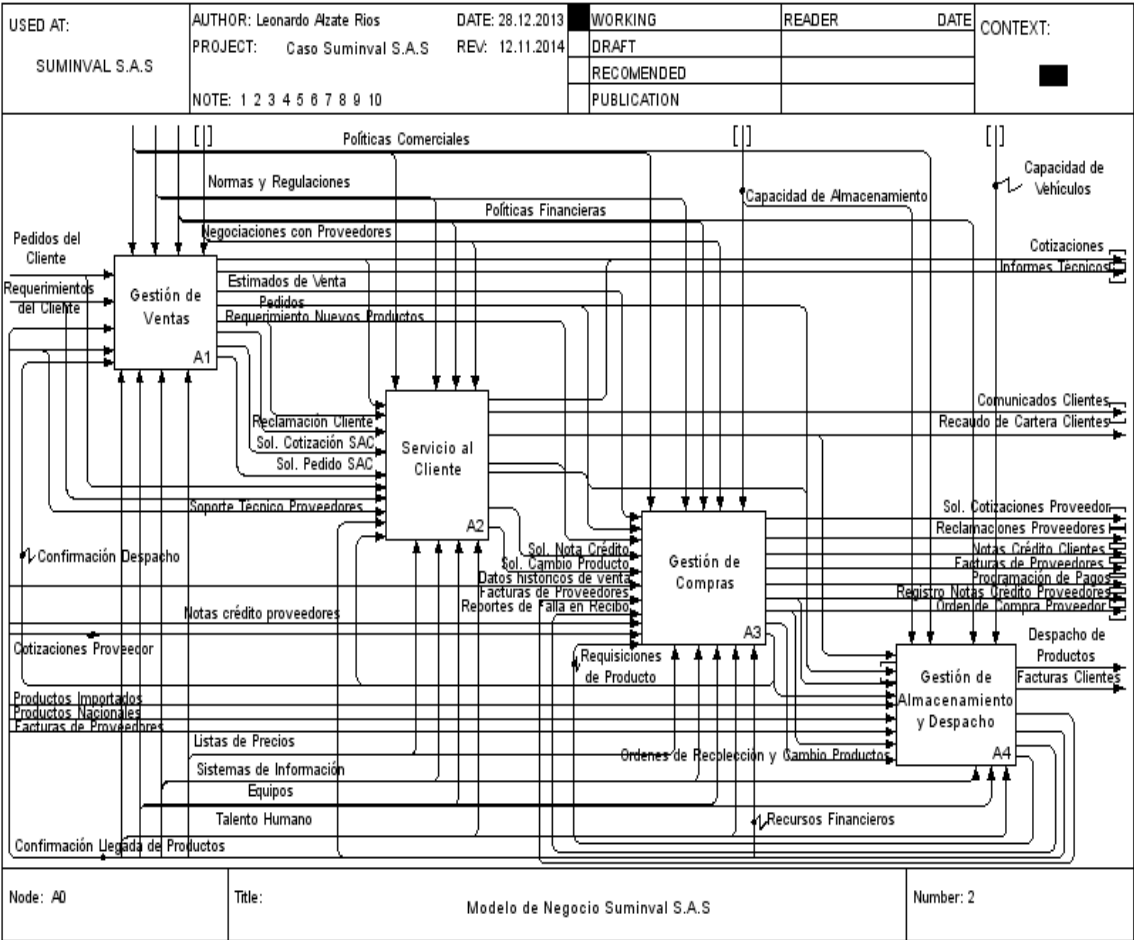 USED AT:
SUMINVAL S.A.S
AUTHOR: Leonardo Alzate Rios
DATE: 28.12.2013
PROJECT: Caso Suminval S.A.S
REV: 12.11.2014
NOTE: 1 2 3 4 5 6 7 8 9 10
WORKING
DRAFT
RECOMENDED
PUBLICATION
READER
DATE
CONTEXT:
Políticas Comerciales
Normas y Regulaciones
Políticas Financieras
Negociaciones con Proveedores
Capacidad de Almacenamiento
Capacidad de
Vehículos
Pedidos del
Cliente
Requerimientos
del Cliente
Gestión de
Ventas
A1
Estimados de Venta
Pedidos
Requerimiento Nuevos Productos
Cotizaciones
Informes Técnicos
Reclamación Cliente
Sol. Cotización SAC
Sol. Pedido SAC
Soporte Técnico Proveedores
Servicio al
Cliente
A2
Comunicados Clientes
Recaudo de Cartera Clientes
Confirmación Despacho
Sol. Nota Crédito
Sol. Cambio Producto
Datos históricos de venta
Facturas de Proveedores
Reportes de Falla en Recibo
Gestión de
Compras
A3
Sol. Cotizaciones Proveedor
Reclamaciones Proveedores
Notas Crédito Clientes
Facturas de Proveedores
Programación de Pagos
Registro Notas Crédito Proveedores
Orden de Compra Proveedor
Notas crédito proveedores
Cotizaciones Proveedor
Requisiciones
de Producto
Gestión de
Almacenamiento
y Despacho
A4
Despacho de
Productos
Facturas Clientes
Productos Importados
Productos Nacionales
Facturas de Proveedores
Listas de Precios
Ordenes de Recolección y Cambio Productos
Sistemas de Información
Equipos
Talento Humano
Recursos Financieros
Confirmación Llegada de Productos
Node: A0
Title:
Modelo de Negocio Suminval S.A.S
Number: 2